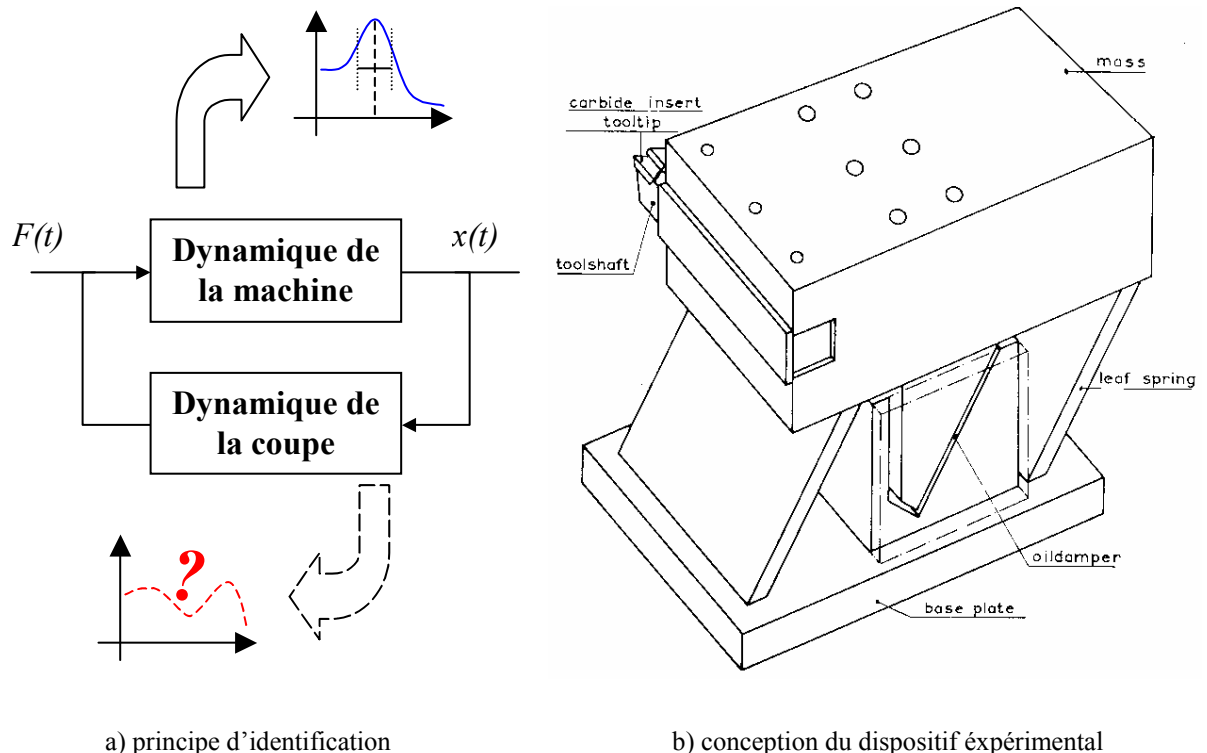 F(t)
Dynamique de
la machine
x(t)
Dynamique de
la coupe
?
a) principe d'identification
mass
carbide insert
tooltip
toolshaft
leaf spring
oildamper
base plate
b) conception du dispositif éxpérimental